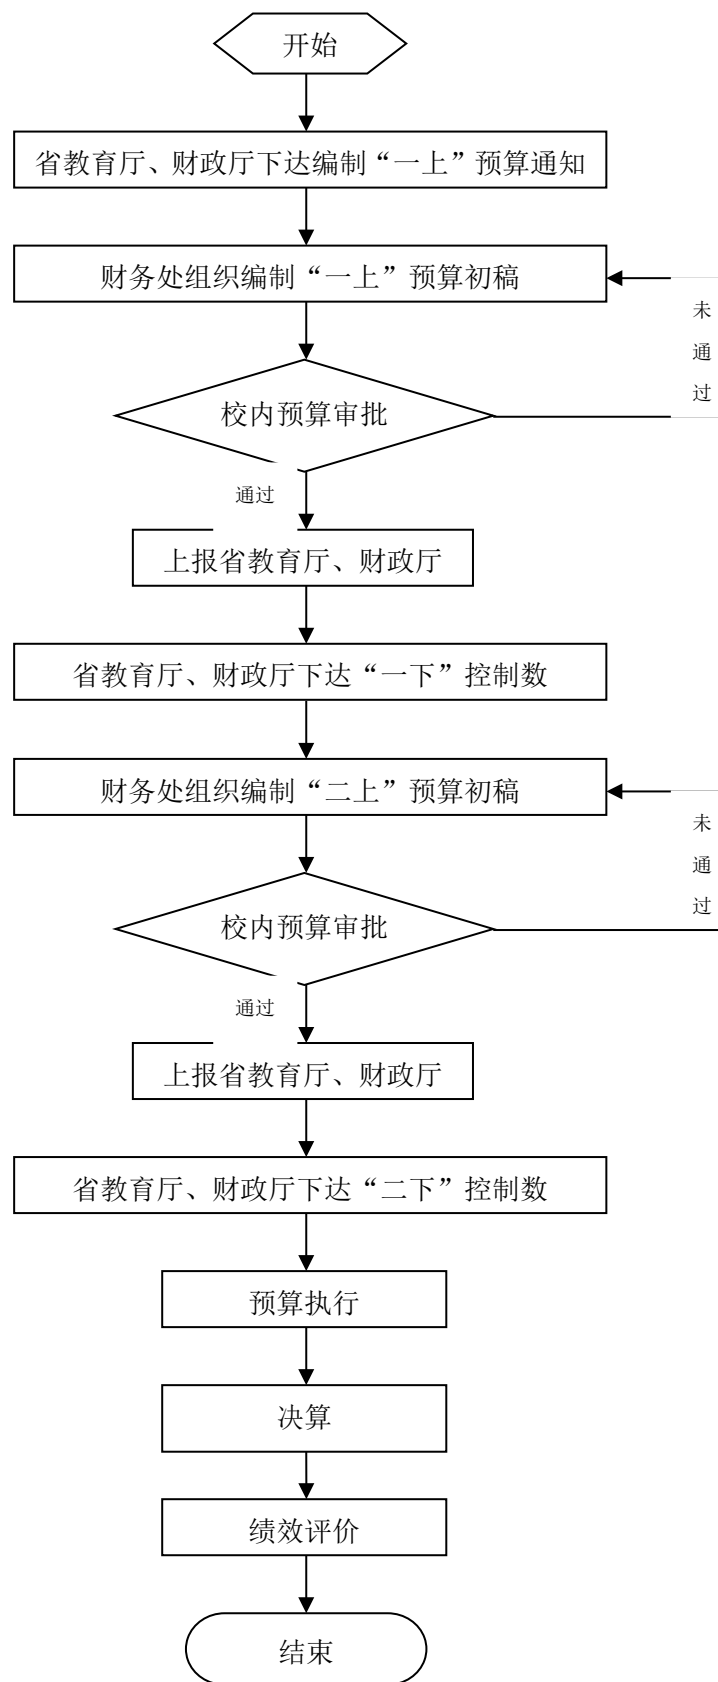 开始
省教育厅、财政厅下达编制“一上”预算通知
财务处组织编制“一上”预算初稿
未
通
过
校内预算审批
通过
上报省教育厅、财政厅
省教育厅、财政厅下达“一下”控制数
财务处组织编制“二上”预算初稿
未
通
过
校内预算审批
通过
上报省教育厅、财政厅
省教育厅、财政厅下达“二下”控制数
预算执行
决算
绩效评价
结束